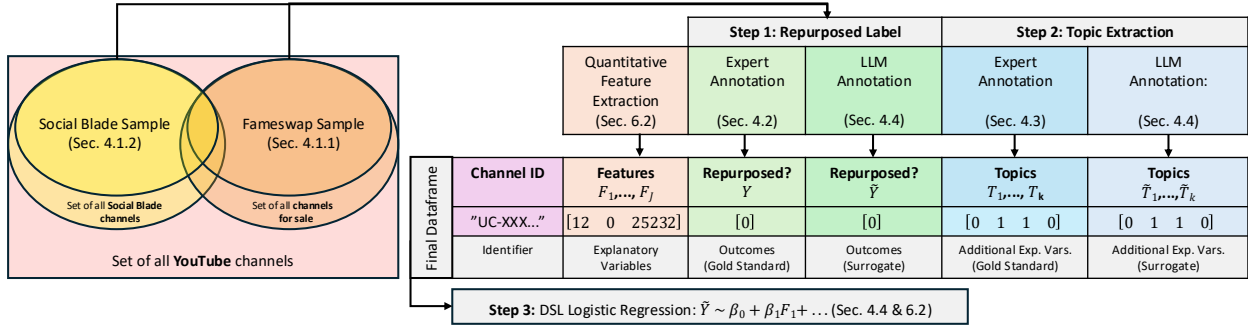 Step 1: Repurposed Label
Step 2: Topic Extraction
Quantitative
Feature
Extraction
(Sec. 6.2)
Expert
Annotation
(Sec. 4.2)
LLM
Annotation
(Sec. 4.4)
Expert
Annotation
(Sec. 4.3)
LLM
Annotation:
(Sec. 4.4)
Social Blade Sample
(Sec. 4.1.2)
Fameswap Sample
(Sec. 4.1.1)
Set of all Social Blade
channels
Set of all channels
for sale
Set of all YouTube channels
Final Dataframe
Channel ID
Features
F₁,..., F_J
Repurposed?
Y
Repurposed?
Ỹ
Topics
T₁,..., T_k
Topics
T̃₁,...,T̃_k
"UC-XXX..."
[12 0 25232]
[0]
[0]
[0 1 1 0]
[0 1 1 0]
Identifier
Explanatory
Variables
Outcomes
(Gold Standard)
Outcomes
(Surrogate)
Additional Exp. Vars.
(Gold Standard)
Additional Exp. Vars.
(Surrogate)
Step 3: DSL Logistic Regression: Ỹ ~ β₀ + β₁F₁+ ... (Sec. 4.4 & 6.2)